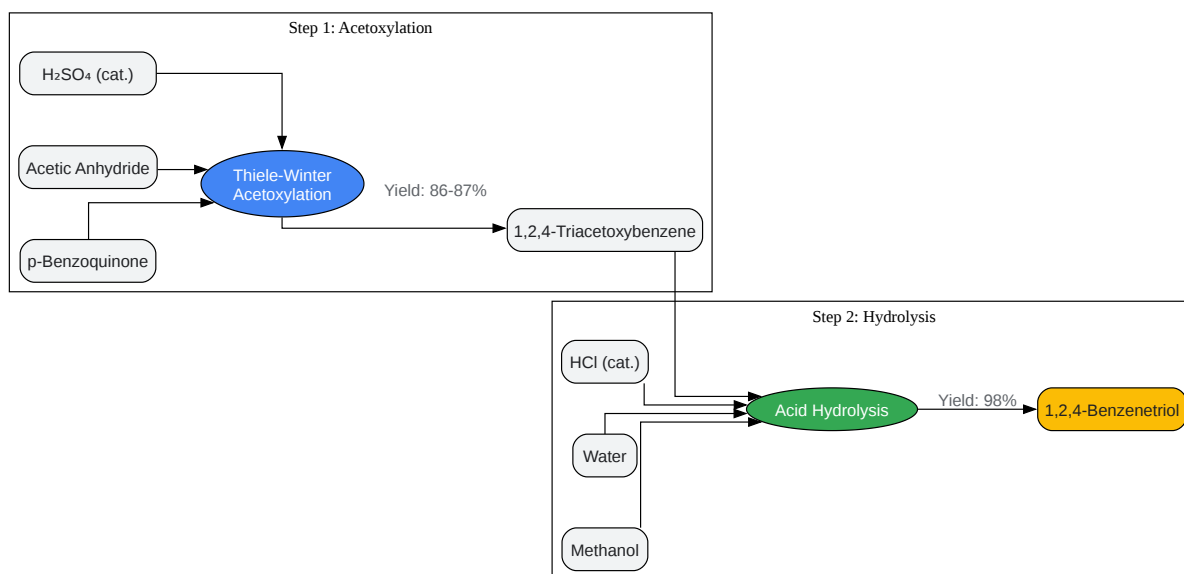 Step 1: Acetoxylation
H₂SO₄ (cat.)
Acetic Anhydride
p-Benzoquinone
Thiele-Winter
Acetoxylation
Yield: 86-87%
1,2,4-Triacetoxybenzene
Step 2: Hydrolysis
HCl (cat.)
Water
Methanol
Acid Hydrolysis
Yield: 98%
1,2,4-Benzenetriol